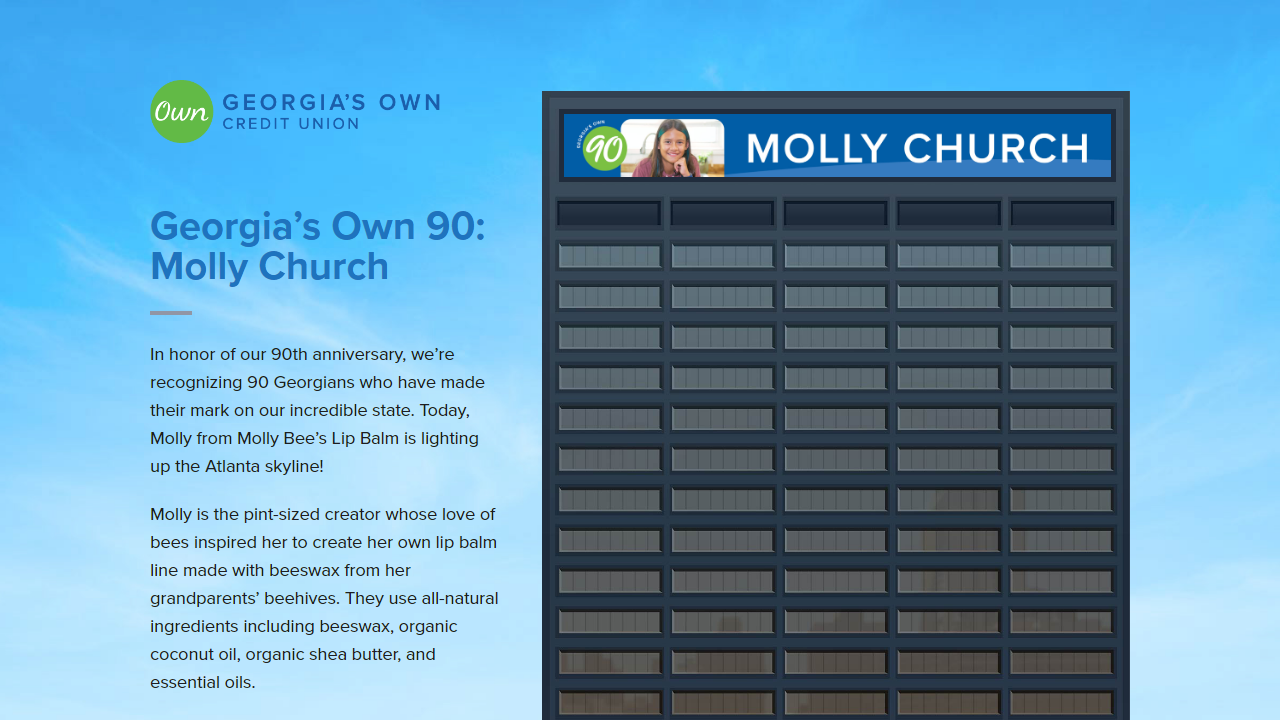 Own
GEORGIA'S OWN
CREDIT UNION
Georgia's Own 90:
Molly Church
In honor of our 90th anniversary, we're
recognizing 90 Georgians who have made
their mark on our incredible state. Today,
Molly from Molly Bee's Lip Balm is lighting
up the Atlanta skyline!
Molly is the pint-sized creator whose love of
bees inspired her to create her own lip balm
line made with beeswax from her
grandparents' beehives. They use all-natural
ingredients including beeswax, organic
coconut oil, organic shea butter, and
essential oils.
GEORGIA'S OWN
90
MOLLY CHURCH